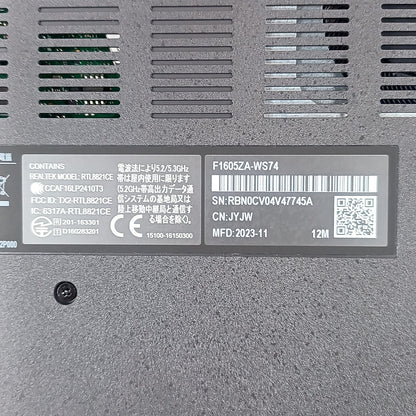 CONTAINS
REALTEK MODEL: RTL8821CE
CCAF16LP2410T3
FCC ID: TX2-RTL8821CE
IC: 6317A-RTL8821CE
201-163301
D160283201
電波法により5.2/5.3GHz
帯は屋内使用に限ります
(5.2GHz帯高出力データ通
信システムの基地局又は
陸上移動中継局と通信す
る場合を除く)
15100-16150300
F1605ZA-WS74
SN: RBN0CV04V47745A
CN: JYJW
MFD: 2023-11 12M
2P000